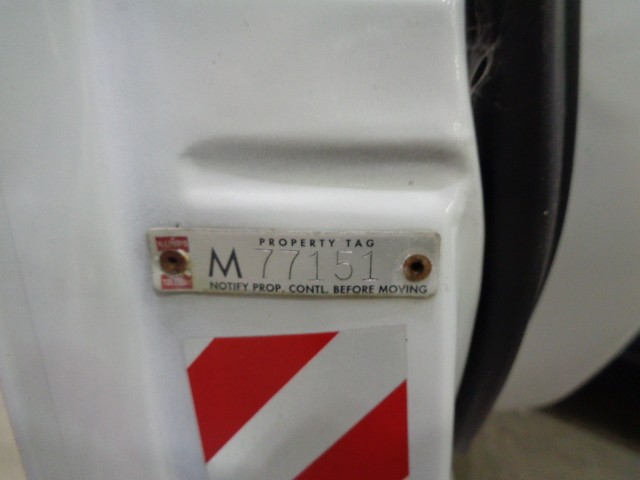 PROPERTY TAG
M 77151
NOTIFY PROP. CONTL. BEFORE MOVING